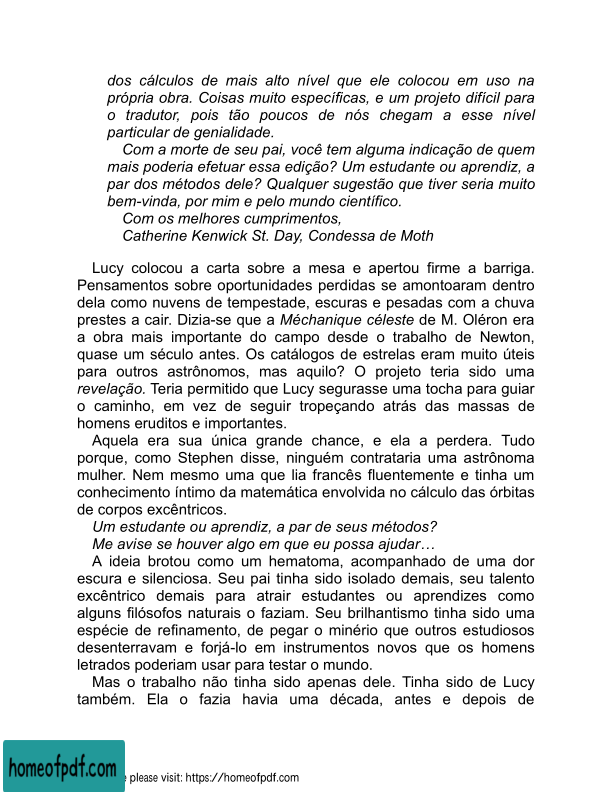 dos cálculos de mais alto nível que ele colocou em uso na
própria obra. Coisas muito específicas, e um projeto difícil para
o tradutor, pois tão poucos de nós chegam a esse nível
particular de genialidade.
Com a morte de seu pai, você tem alguma indicação de quem
mais poderia efetuar essa edição? Um estudante ou aprendiz, a
par dos métodos dele? Qualquer sugestão que tiver seria muito
bem-vinda, por mim e pelo mundo científico.
Com os melhores cumprimentos,
Catherine Kenwick St. Day, Condessa de Moth
Lucy colocou a carta sobre a mesa e apertou firme a barriga.
Pensamentos sobre oportunidades perdidas se amontoaram dentro
dela como nuvens de tempestade, escuras e pesadas com a chuva
prestes a cair. Dizia-se que a Méchanique céleste de M. Oléron era
a obra mais importante do campo desde o trabalho de Newton,
quase um século antes. Os catálogos de estrelas eram muito úteis
para outros astrônomos, mas aquilo? O projeto teria sido uma
revelação. Teria permitido que Lucy segurasse uma tocha para guiar
o caminho, em vez de seguir tropeçando atrás das massas de
homens eruditos e importantes.
Aquela era sua única grande chance, e ela a perdera. Tudo
porque, como Stephen disse, ninguém contrataria uma astrônoma
mulher. Nem mesmo uma que lia francês fluentemente e tinha um
conhecimento íntimo da matemática envolvida no cálculo das órbitas
de corpos excêntricos.
Um estudante ou aprendiz, a par de seus métodos?
Me avise se houver algo em que eu possa ajudar…
A ideia brotou como um hematoma, acompanhado de uma dor
escura e silenciosa. Seu pai tinha sido isolado demais, seu talento
excêntrico demais para atrair estudantes ou aprendizes como
alguns filósofos naturais o faziam. Seu brilhantismo tinha sido uma
espécie de refinamento, de pegar o minério que outros estudiosos
desenterravam e forjá-lo em instrumentos novos que os homens
letrados poderiam usar para testar o mundo.
Mas o trabalho não tinha sido apenas dele. Tinha sido de Lucy
também. Ela o fazia havia uma década, antes e depois de
homeofpdf.com
please visit: https://homeofpdf.com